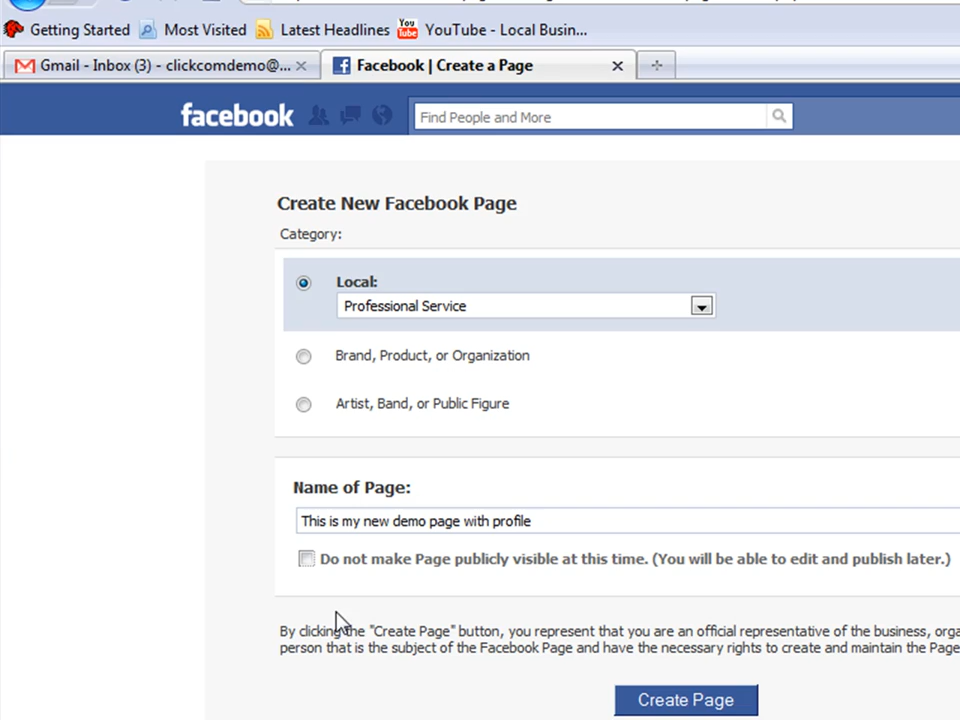 Getting Started Most Visited Latest Headlines You Tube YouTube - Local Busin...
Gmail - Inbox (3) - clickcomdemo@... Facebook | Create a Page
facebook Find People and More
Create New Facebook Page
Category:
Local:
Professional Service
Brand, Product, or Organization
Artist, Band, or Public Figure
Name of Page:
This is my new demo page with profile
Do not make Page publicly visible at this time. (You will be able to edit and publish later.)
By clicking the "Create Page" button, you represent that you are an official representative of the business,
person that is the subject of the Facebook Page and have the necessary rights to create and maintain the Page
Create Page